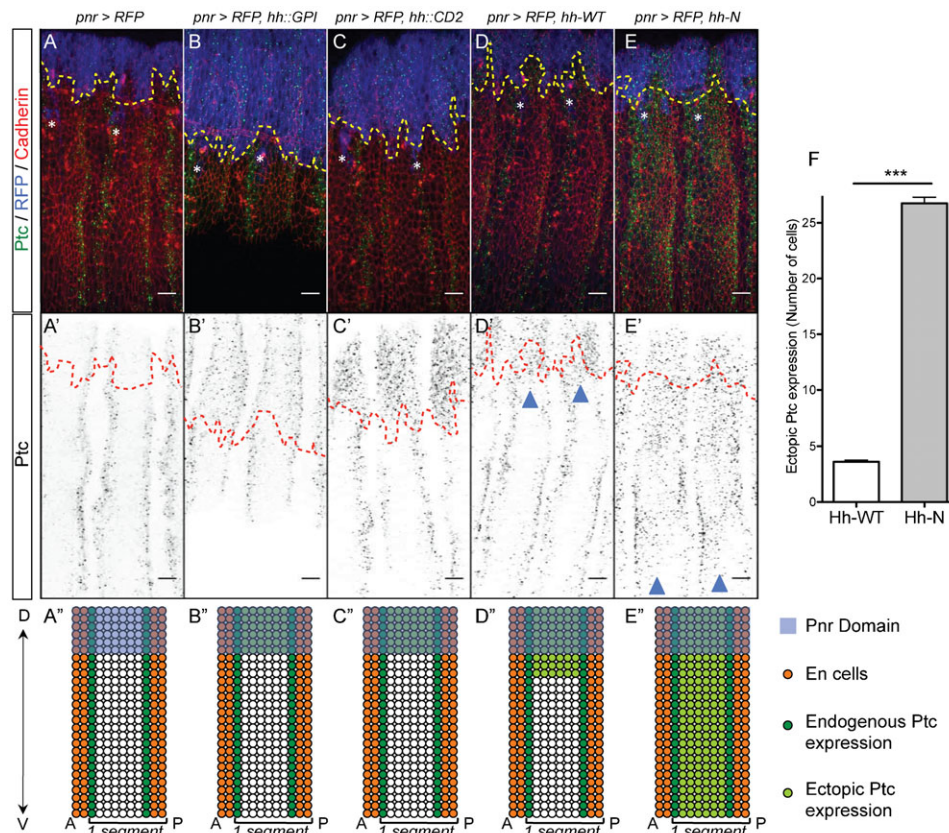 pnr > RFP
pnr > RFP, hh::GPI
pnr > RFP, hh::CD2
pnr > RFP, hh-WT
pnr > RFP, hh-N
Ptc / RFP / Cadherin
A
B
C
D
E
*
*
*
*
*
*
*
*
*
*
F
Ectopic Ptc expression (Number of cells)
***
25
20
15
10
5
0
Hh-WT
Hh-N
Ptc
A'
B'
C'
D'
E'
D
V
A"
B"
C"
D"
E"
A 1 segment P
A 1 segment P
A 1 segment P
A 1 segment P
A 1 segment P
Pnr Domain
En cells
Endogenous Ptc
expression
Ectopic Ptc
expression